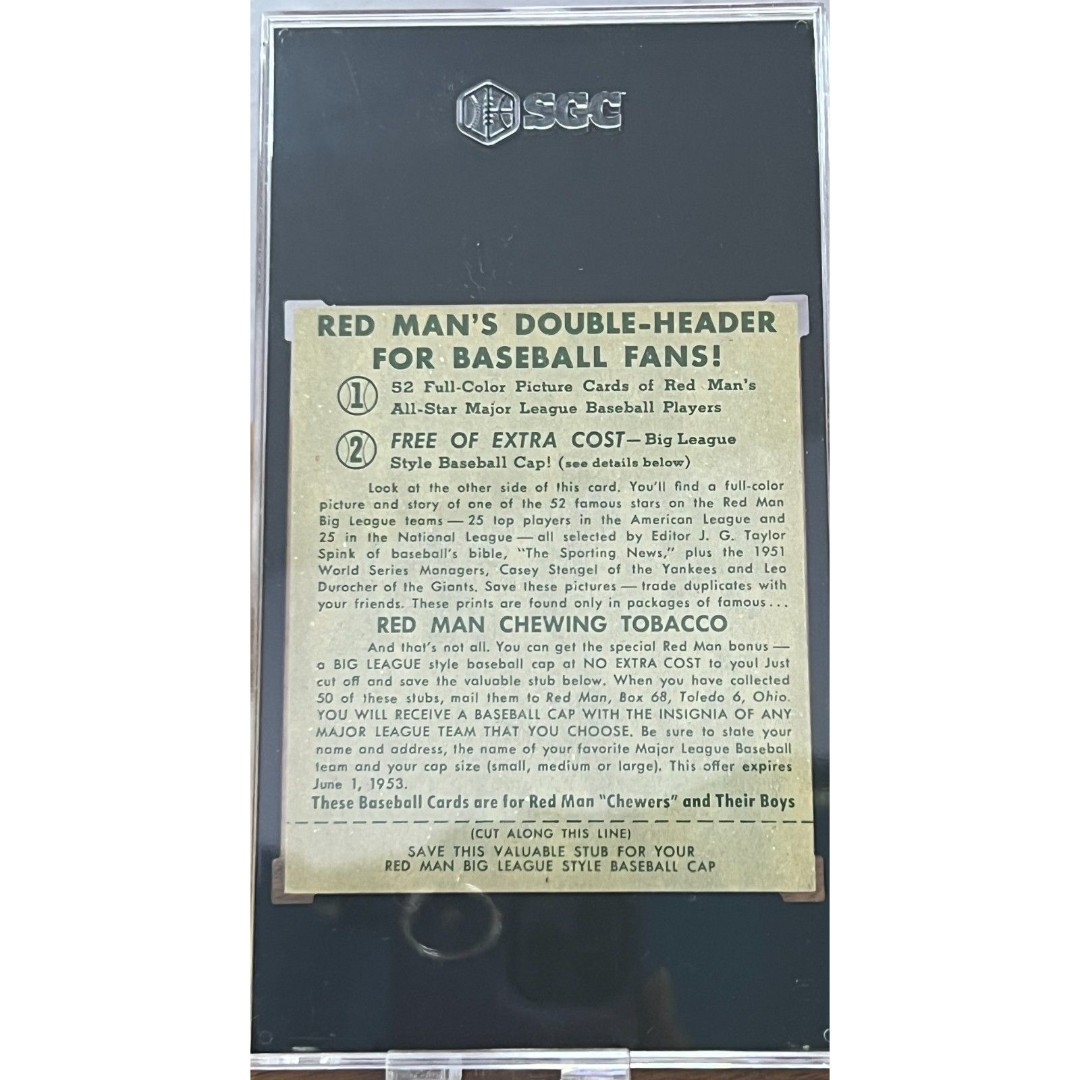 SGC
RED MAN'S DOUBLE-HEADER
FOR BASEBALL FANS!
1 52 Full-Color Picture Cards of Red Man's
All-Star Major League Baseball Players
2 FREE OF EXTRA COST—Big League
Style Baseball Cap! (see details below)
Look at the other side of this card. You'll find a full-color
picture and story of one of the 52 famous stars on the Red Man
Big League teams — 25 top players in the American League and
25 in the National League — all selected by Editor J. G. Taylor
Spink of baseball's bible, "The Sporting News," plus the 1951
World Series Managers, Casey Stengel of the Yankees and Leo
Durocher of the Giants. Save these pictures — trade duplicates with
your friends. These prints are found only in packages of famous...
RED MAN CHEWING TOBACCO
And that's not all. You can get the special Red Man bonus —
a BIG LEAGUE style baseball cap at NO EXTRA COST to you! Just
cut off and save the valuable stub below. When you have collected
50 of these stubs, mail them to Red Man, Box 68, Toledo 6, Ohio.
YOU WILL RECEIVE A BASEBALL CAP WITH THE INSIGNIA OF ANY
MAJOR LEAGUE TEAM THAT YOU CHOOSE. Be sure to state your
name and address, the name of your favorite Major League Baseball
team and your cap size (small, medium or large). This offer expires
June 1, 1953.
These Baseball Cards are for Red Man "Chewers" and Their Boys
(CUT ALONG THIS LINE)
SAVE THIS VALUABLE STUB FOR YOUR
RED MAN BIG LEAGUE STYLE BASEBALL CAP